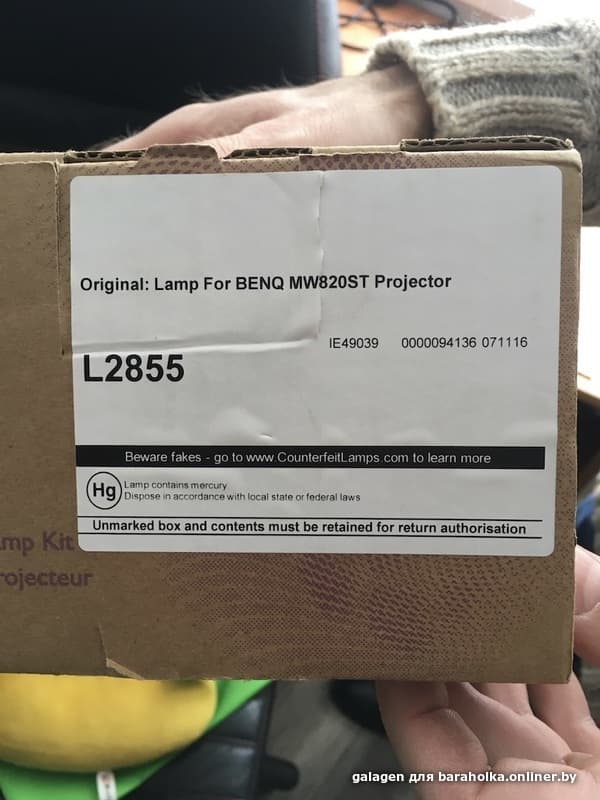 Original: Lamp For BENQ MW820ST Projector
IE49039 0000094136 071116
L2855
Beware fakes - go to www.CounterfeitLamps.com to learn more
Hg
Lamp contains mercury
Dispose in accordance with local state or federal laws
Unmarked box and contents must be retained for return authorisation
mp Kit
rojecteur
galagen для baraholka.onliner.by